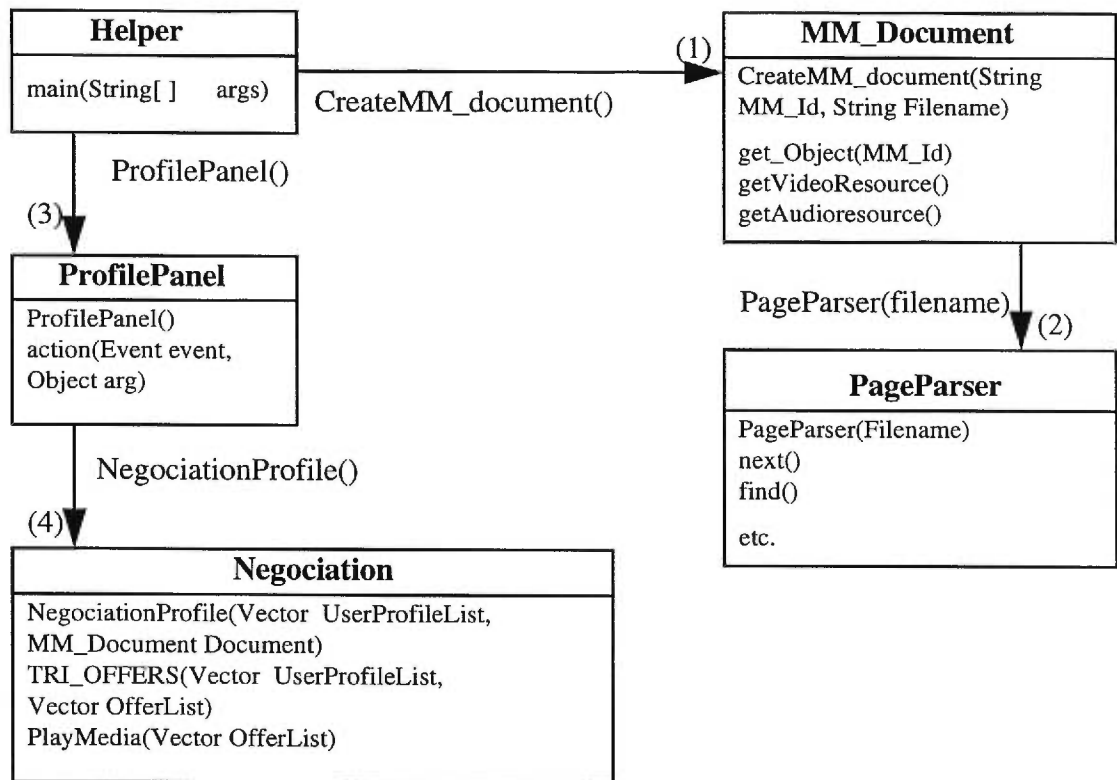 Helper
main(String[ ] args)
(1)
CreateMM_document()
MM_Document
CreateMM_document(String
MM_Id, String Filename)
get_Object(MM_Id)
getVideoResource()
getAudioresource()
ProfilePanel()
(3)
ProfilePanel
ProfilePanel()
action(Event event,
Object arg)
PageParser(filename)
(2)
PageParser
PageParser(Filename)
next()
find()
etc.
NegociationProfile()
(4)
Negociation
NegociationProfile(Vector UserProfileList,
MM_Document Document)
TRI_OFFERS(Vector UserProfileList,
Vector OfferList)
PlayMedia(Vector OfferList)